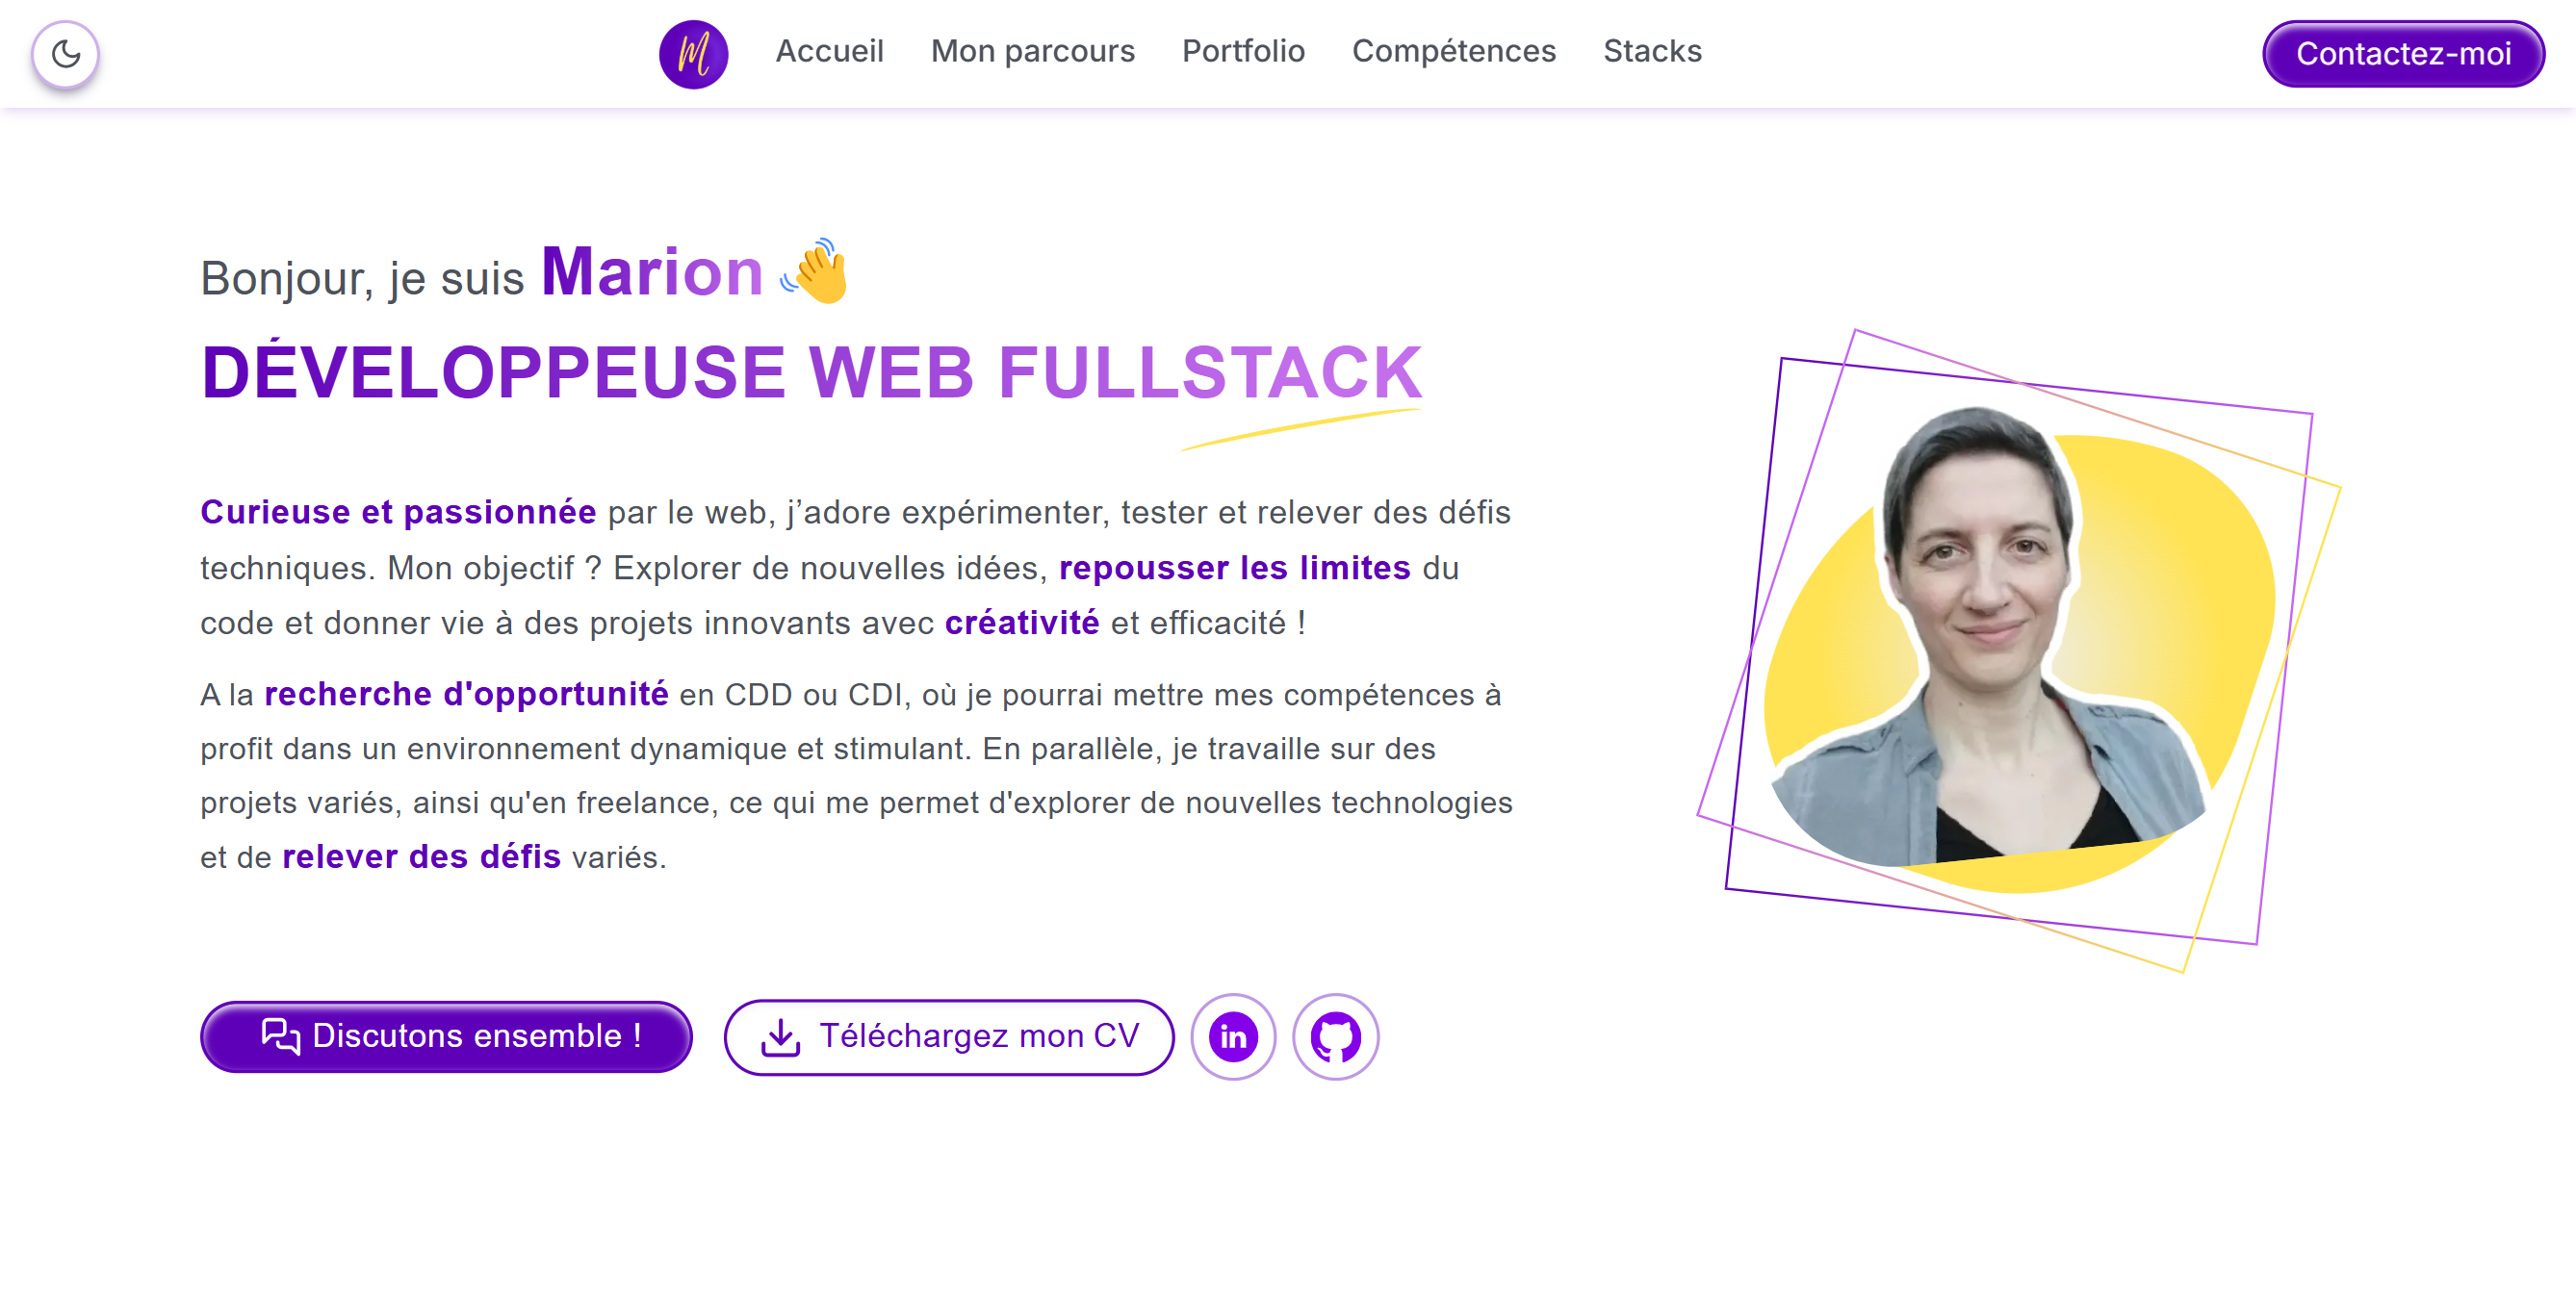 M
Accueil Mon parcours Portfolio Compétences Stacks
Contactez-moi
Bonjour, je suis Marion 👋
DÉVELOPPEUSE WEB FULLSTACK
Curieuse et passionnée par le web, j’adore expérimenter, tester et relever des défis
techniques. Mon objectif ? Explorer de nouvelles idées, repousser les limites du
code et donner vie à des projets innovants avec créativité et efficacité !
A la recherche d'opportunité en CDD ou CDI, où je pourrai mettre mes compétences à
profit dans un environnement dynamique et stimulant. En parallèle, je travaille sur des
projets variés, ainsi qu'en freelance, ce qui me permet d'explorer de nouvelles technologies
et de relever des défis variés.
Discutons ensemble !
Téléchargez mon CV
in